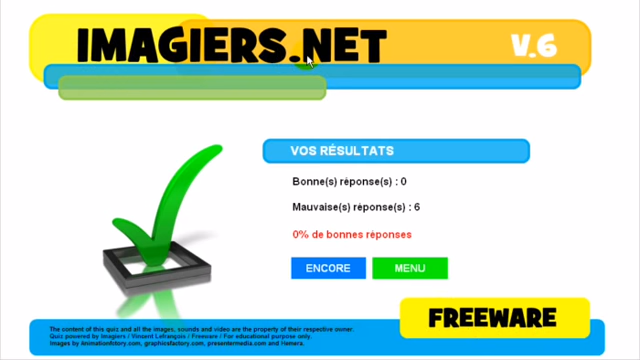 IMAGIERS.NET
V.6
VOS RÉSULTATS
Bonne(s) réponse(s) : 0
Mauvaise(s) réponse(s) : 6
0% de bonnes réponses
ENCORE
MENU
FREEWARE
The content of this quiz and all the images, sounds and video are the property of their respective owner.
Quiz powered by Imagiers / Vincent Lefrançois / Freeware / For educational purpose only.
Images by Animationfctory.com, graphicsfactory.com, presentermedia.com and Hemera.